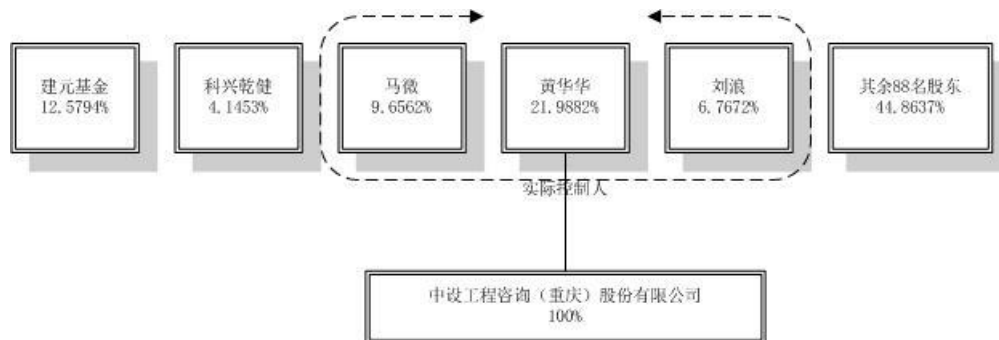 建元基金
12.5794%
科兴乾健
4.1453%
马微
9.6562%
黄华华
21.9882%
刘浪
6.7672%
其余88名股东
44.8637%
实际控制人
中设工程咨询（重庆）股份有限公司
100%